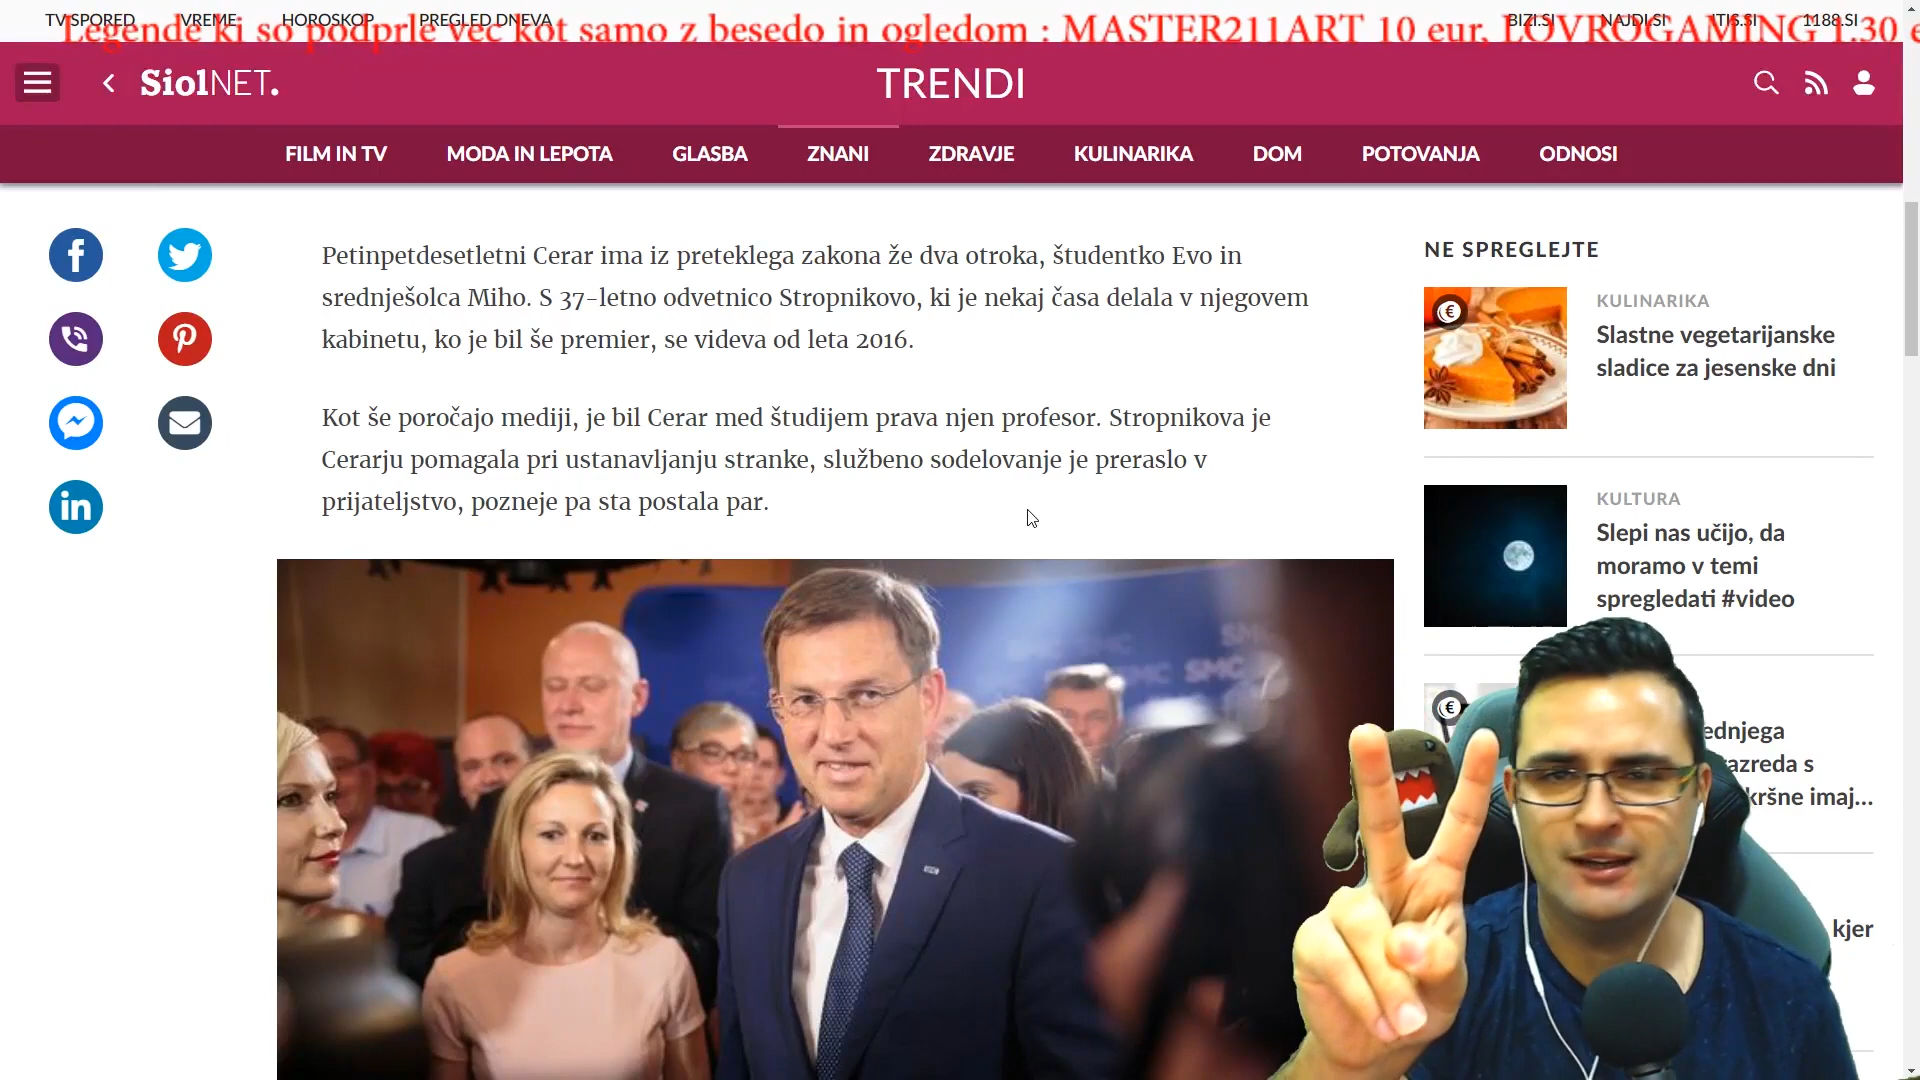 TV SPORED VREME HOROSKOP PREGLED DNEVA BIZI.SI NAJDI.SI ITIS.SI 1188.SI
Legende ki so podprle vec kot samo z besedo in ogledom : MASTER211ART 10 eur, LOVROGAMING 1.30 e
SiolNET. TRENDI
FILM IN TV MODA IN LEPOTA GLASBA ZNANI ZDRAVJE KULINARIKA DOM POTOVANJA ODNOSI
Petinpetdesetletni Cerar ima iz preteklega zakona že dva otroka, študentko Evo in
srednješolca Miho. S 37-letno odvetnico Stropnikovo, ki je nekaj časa delala v njegovem
kabinetu, ko je bil še premier, se videva od leta 2016.
Kot še poročajo mediji, je bil Cerar med študijem prava njen profesor. Stropnikova je
Cerarju pomagala pri ustanavljanju stranke, službeno sodelovanje je preraslo v
prijateljstvo, pozneje pa sta postala par.
SMC
SMC
NE SPREGLEJTE
KULINARIKA
Slastne vegetarijanske
sladice za jesenske dni
KULTURA
Slepi nas učijo, da
moramo v temi
spregledati #video
ednjega
razreda s
kršne imaj...
kjer